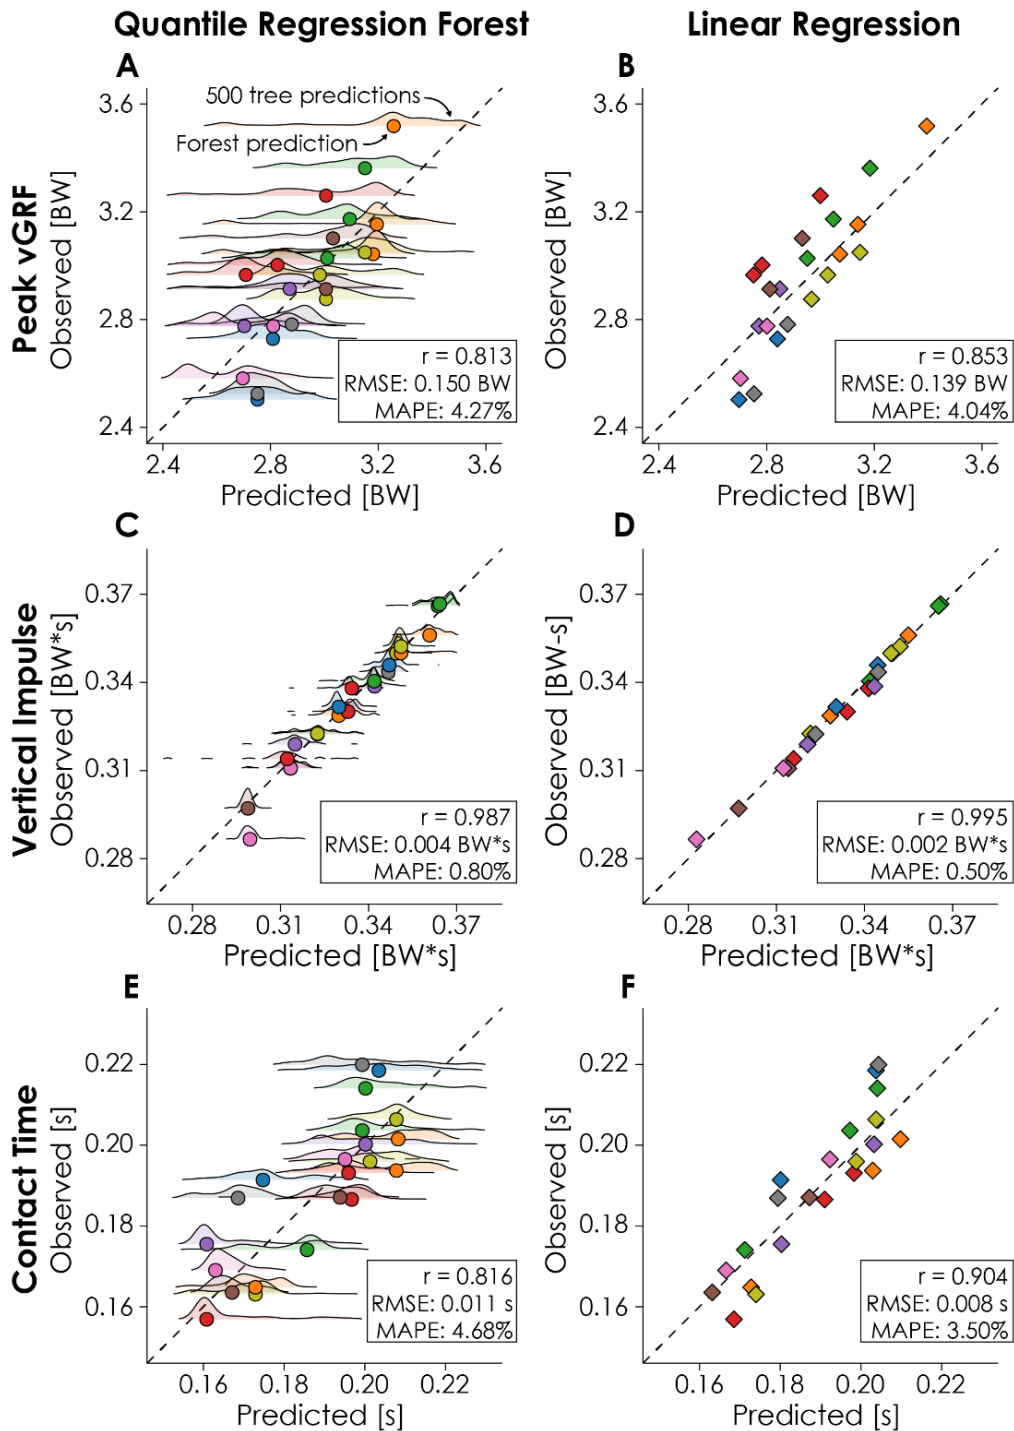 Quantile Regression Forest
Linear Regression
Peak vGRF
Vertical Impulse
Contact Time
A
500 tree predictions
Forest prediction
Observed [BW]
3.6
3.2
2.8
2.4
r = 0.813
RMSE: 0.150 BW
MAPE: 4.27%
2.4 2.8 3.2 3.6
Predicted [BW]
B
Observed [BW]
3.6
3.2
2.8
2.4
r = 0.853
RMSE: 0.139 BW
MAPE: 4.04%
2.4 2.8 3.2 3.6
Predicted [BW]
C
Observed [BW*s]
0.37
0.34
0.31
0.28
r = 0.987
RMSE: 0.004 BW*s
MAPE: 0.80%
0.28 0.31 0.34 0.37
Predicted [BW*s]
D
Observed [BW-s]
0.37
0.34
0.31
0.28
r = 0.995
RMSE: 0.002 BW*s
MAPE: 0.50%
0.28 0.31 0.34 0.37
Predicted [BW*s]
E
Observed [s]
0.22
0.20
0.18
0.16
r = 0.816
RMSE: 0.011 s
MAPE: 4.68%
0.16 0.18 0.20 0.22
Predicted [s]
F
Observed [s]
0.22
0.20
0.18
0.16
r = 0.904
RMSE: 0.008 s
MAPE: 3.50%
0.16 0.18 0.20 0.22
Predicted [s]